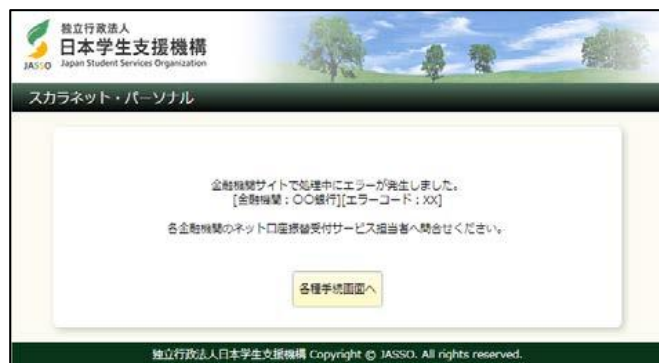 独立行政法人
日本学生支援機構
JASSO Japan Student Services Organization
スカラネット・パーソナル
金融機関サイトで処理中にエラーが発生しました。
[金融機関：〇〇銀行][エラーコード：XX]
各金融機関のネット口座振替受付サービス担当者へ問合せください。
各種手続画面へ
独立行政法人日本学生支援機構 Copyright © JASSO. All rights reserved.